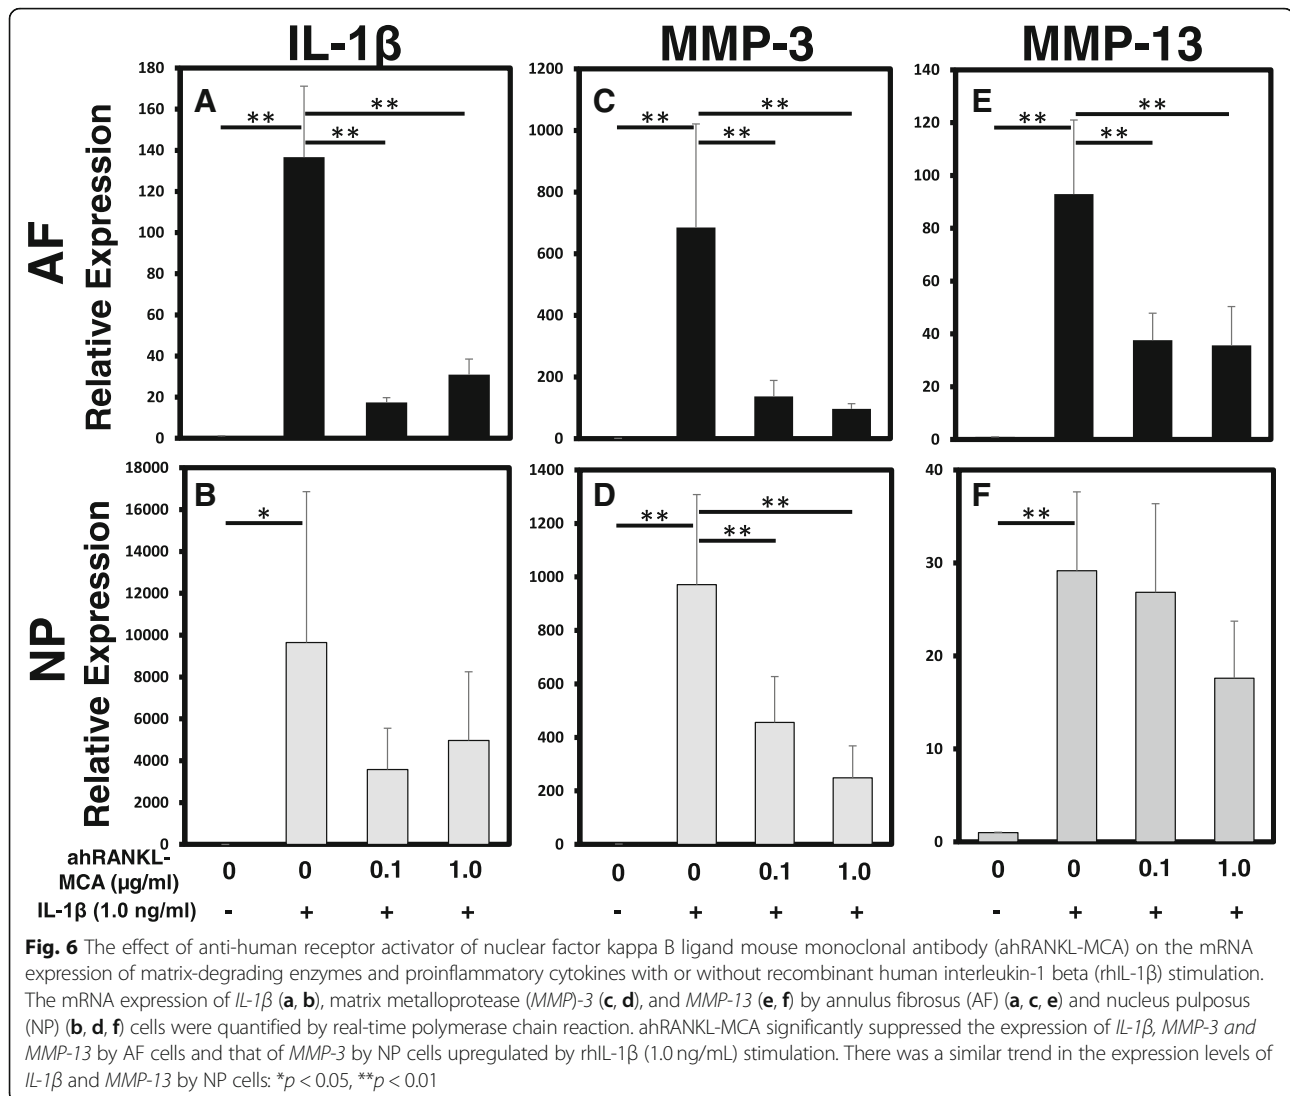 IL-1β MMP-3 MMP-13
AF
Relative Expression
A
180
160
140
120
100
80
60
40
20
0
** ** **
C
1200
1000
800
600
400
200
0
** ** **
E
140
120
100
80
60
40
20
0
** ** **
NP
Relative Expression
B
18000
16000
14000
12000
10000
8000
6000
4000
2000
0
*
D
1400
1200
1000
800
600
400
200
0
** ** **
F
40
30
20
10
0
**
ahRANKL-
MCA (μg/ml) 0 0 0.1 1.0 0 0 0.1 1.0 0 0 0.1 1.0
IL-1β (1.0 ng/ml) - + + + - + + + - + + +
Fig. 6 The effect of anti-human receptor activator of nuclear factor kappa B ligand mouse monoclonal antibody (ahRANKL-MCA) on the mRNA
expression of matrix-degrading enzymes and proinflammatory cytokines with or without recombinant human interleukin-1 beta (rhIL-1β) stimulation.
The mRNA expression of IL-1β (a, b), matrix metalloprotease (MMP)-3 (c, d), and MMP-13 (e, f) by annulus fibrosus (AF) (a, c, e) and nucleus pulposus
(NP) (b, d, f) cells were quantified by real-time polymerase chain reaction. ahRANKL-MCA significantly suppressed the expression of IL-1β, MMP-3 and
MMP-13 by AF cells and that of MMP-3 by NP cells upregulated by rhIL-1β (1.0 ng/mL) stimulation. There was a similar trend in the expression levels of
IL-1β and MMP-13 by NP cells: *p < 0.05, **p < 0.01